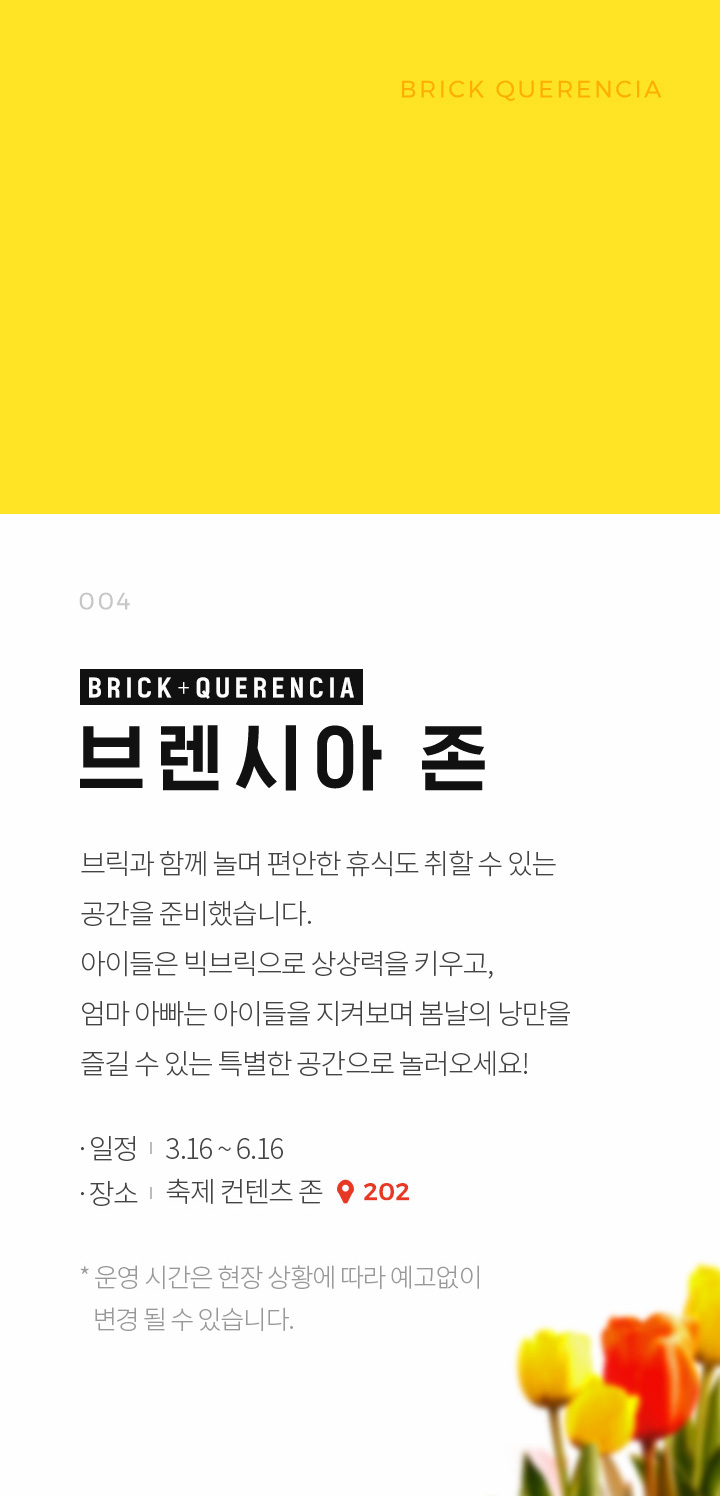 BRICK QUERENCIA
004
BRICK+QUERENCIA
브렌시아 존
브릭과 함께 놀며 편안한 휴식도 취할 수 있는
공간을 준비했습니다.
아이들은 빅브릭으로 상상력을 키우고,
엄마 아빠는 아이들을 지켜보며 봄날의 낭만을
즐길 수 있는 특별한 공간으로 놀러오세요!
· 일정 | 3.16 ~ 6.16
· 장소 | 축제 컨텐츠 존 202
* 운영 시간은 현장 상황에 따라 예고없이
변경 될 수 있습니다.